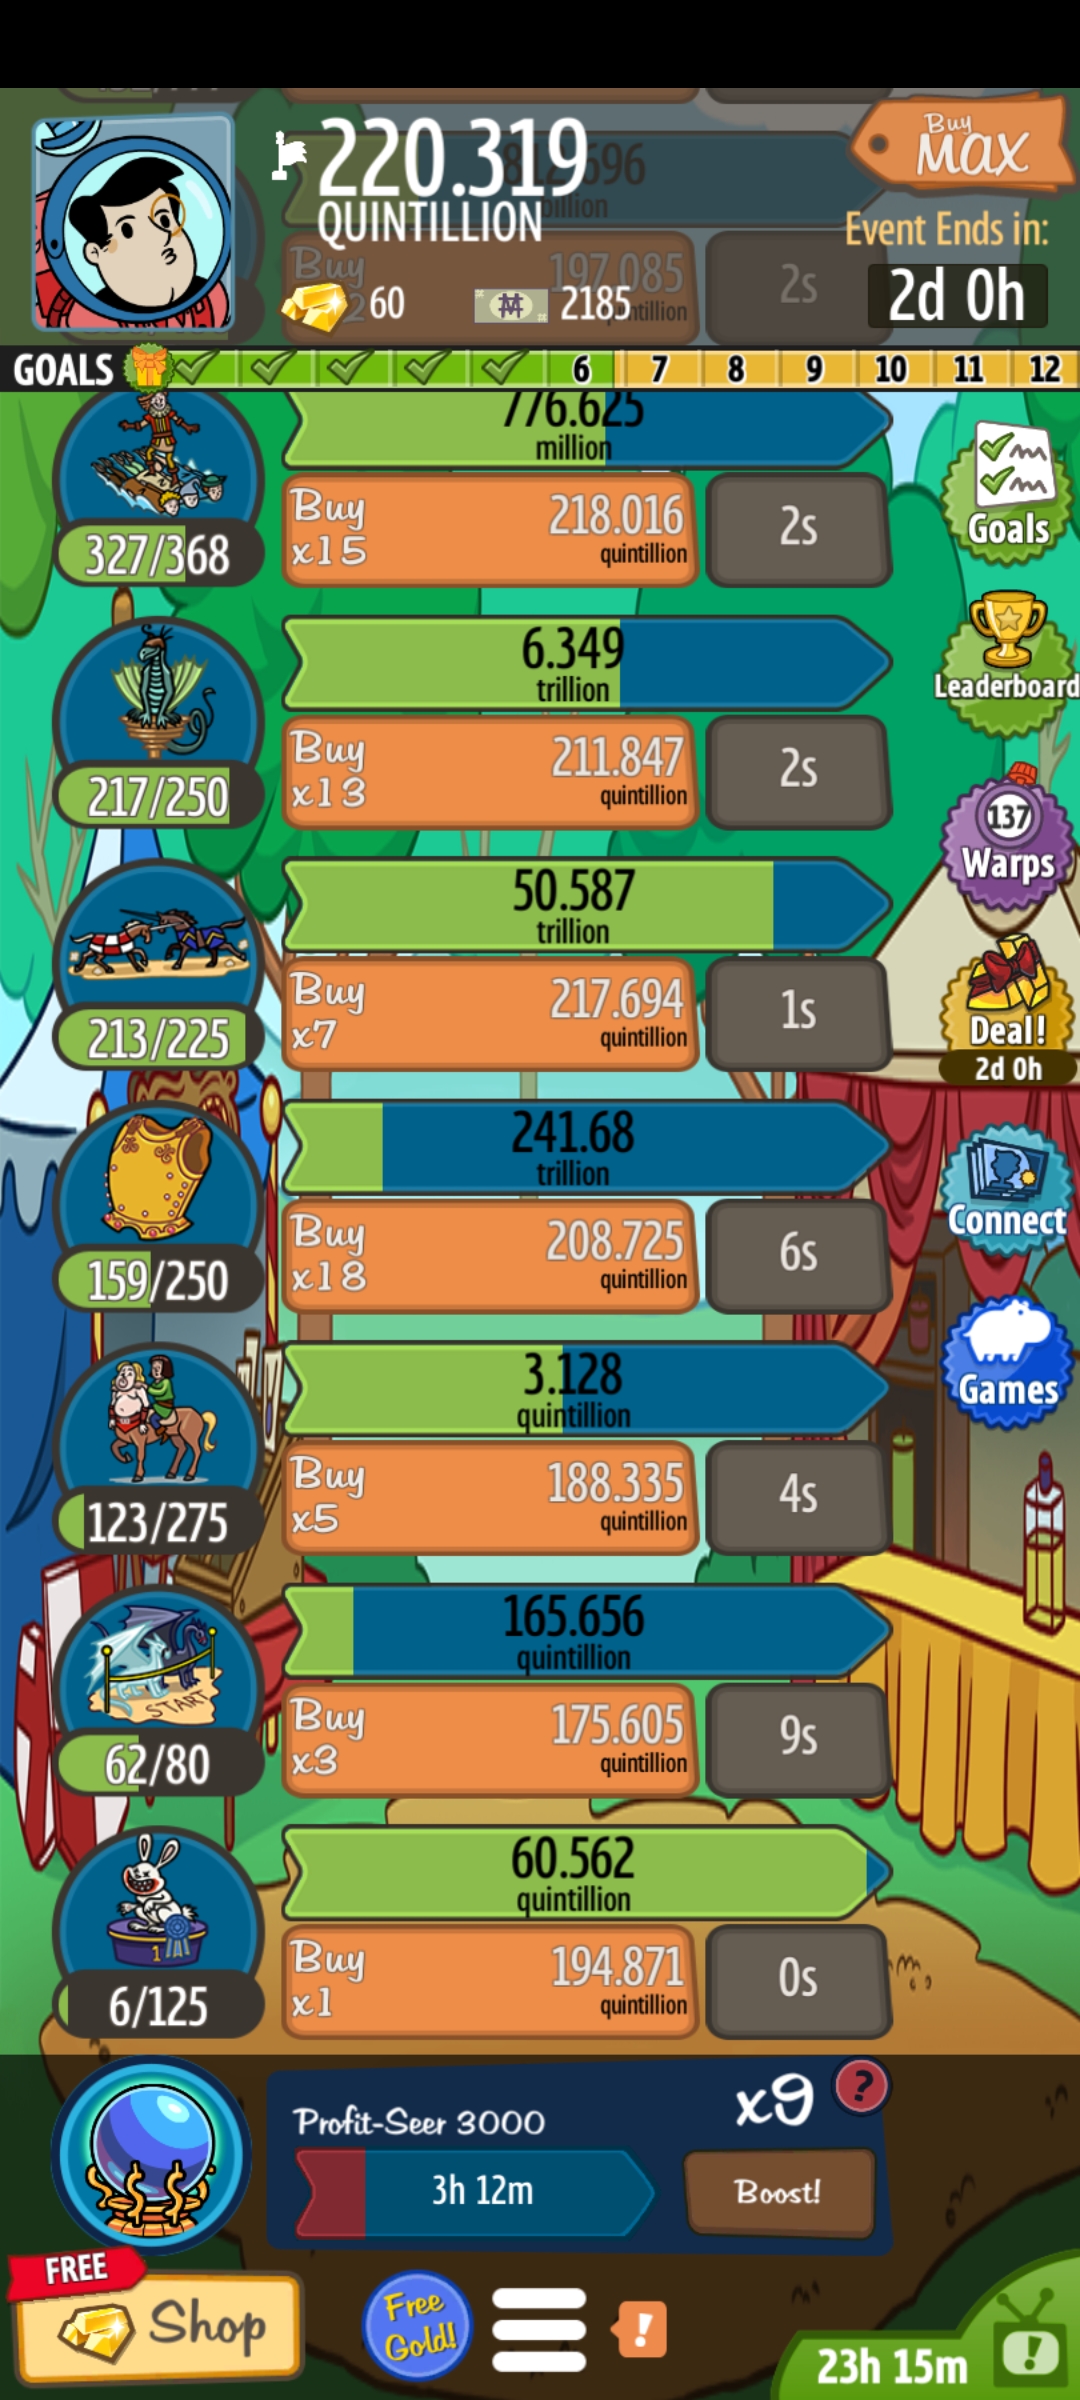 220.319
QUINTILLION
Buy
MAX
Event Ends in:
2d 0h
60
2185
Buy
197.085
2s
GOALS
6 7 8 9 10 11 12
776.625
million
327/368
Buy
x15
218.016
quintillion
2s
Goals
6.349
trillion
217/250
Buy
x13
211.847
quintillion
2s
Leaderboard
50.587
trillion
213/225
Buy
x7
217.694
quintillion
1s
137
Warps
Deal!
2d 0h
241.68
trillion
159/250
Buy
x18
208.725
quintillion
6s
Connect
3.128
quintillion
123/275
Buy
x5
188.335
quintillion
4s
Games
165.656
quintillion
START
62/80
Buy
x3
175.605
quintillion
9s
60.562
quintillion
1
6/125
Buy
x1
194.871
quintillion
0s
Profit-Seer 3000
x9
?
3h 12m
Boost!
FREE
Shop
Free
Gold!
!
23h 15m
!